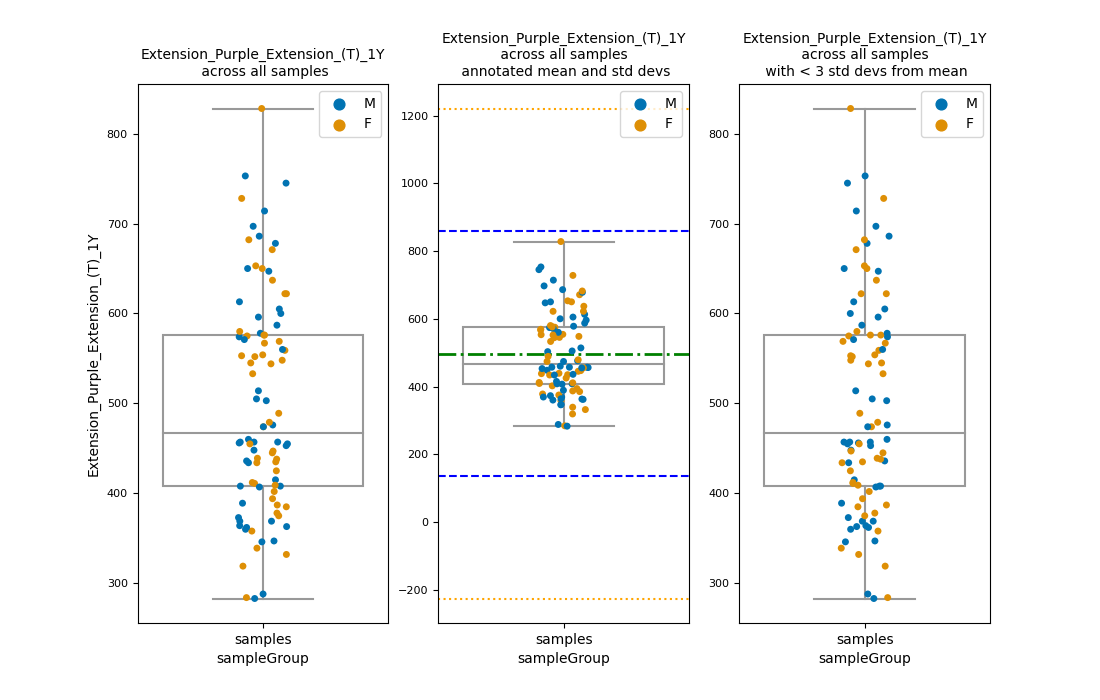 Extension_Purple_Extension_(T)_1Y
across all samples
Extension_Purple_Extension_(T)_1Y
800
700
600
500
400
300
M
F
samples
sampleGroup
Extension_Purple_Extension_(T)_1Y
across all samples
annotated mean and std devs
1200
1000
800
600
400
200
0
−200
M
F
samples
sampleGroup
Extension_Purple_Extension_(T)_1Y
across all samples
with < 3 std devs from mean
800
700
600
500
400
300
M
F
samples
sampleGroup